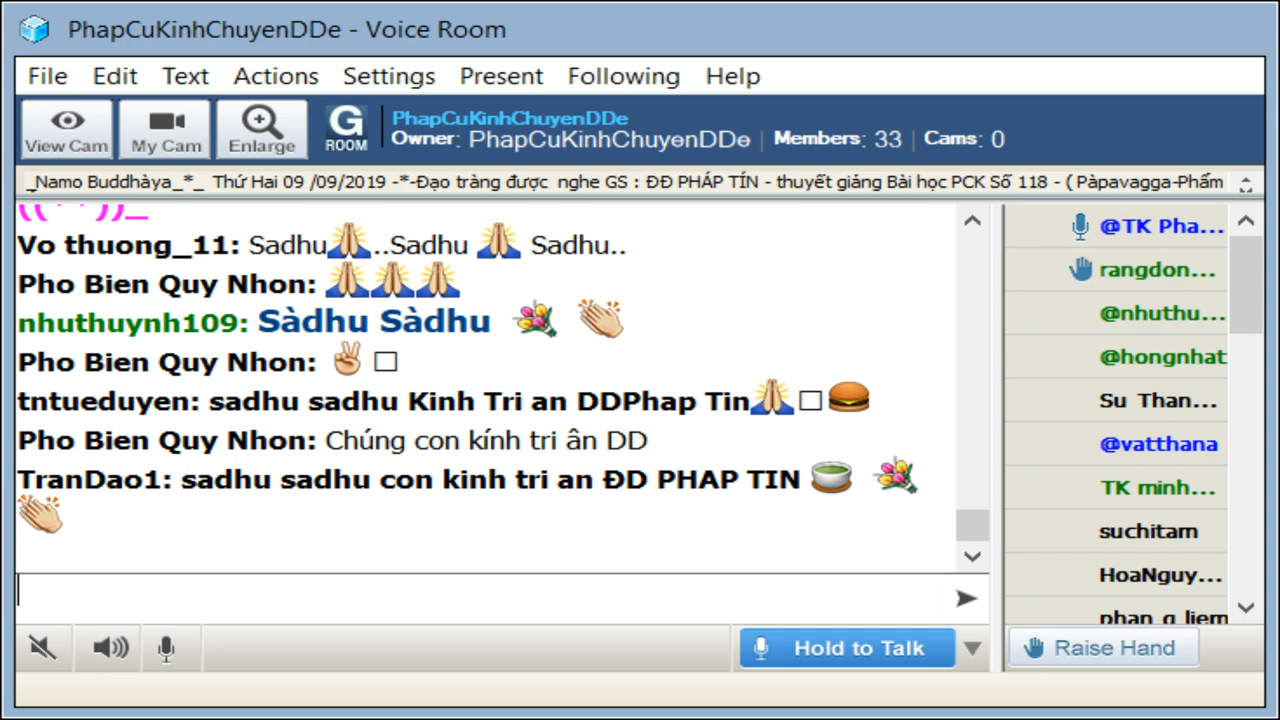 PhapCuKinhChuyenDDe - Voice Room
File Edit Text Actions Settings Present Following Help
View Cam My Cam Enlarge G ROOM
PhapCuKinhChuyenDDe
Owner: PhapCuKinhChuyenDDe | Members: 33 | Cams: 0
_Namo Buddhàya_*_ Thứ Hai 09 /09/2019 -*-Đạo tràng được nghe GS : ĐĐ PHÁP TÍN - thuyết giảng Bài học PCK Số 118 - ( Pàpavagga-Phẩm
Vo thuong_11: Sadhu🙏..Sadhu 🙏 Sadhu..
Pho Bien Quy Nhon: 🙏🙏🙏
nhuthuynh109: Sàdhu Sàdhu 💐 👏
Pho Bien Quy Nhon: ✌□
tntueduyen: sadhu sadhu Kinh Tri an DDPhap Tin🙏□🍔
Pho Bien Quy Nhon: Chúng con kính tri ân DD
TranDao1: sadhu sadhu con kinh tri an ĐD PHAP TIN 🍵 💐
👏
@TK Pha...
rangdon...
@nhuthu...
@hongnhat
Su Than...
@vatthana
TK minh...
suchitam
HoaNguy...
phan_q_liem
Hold to Talk
Raise Hand